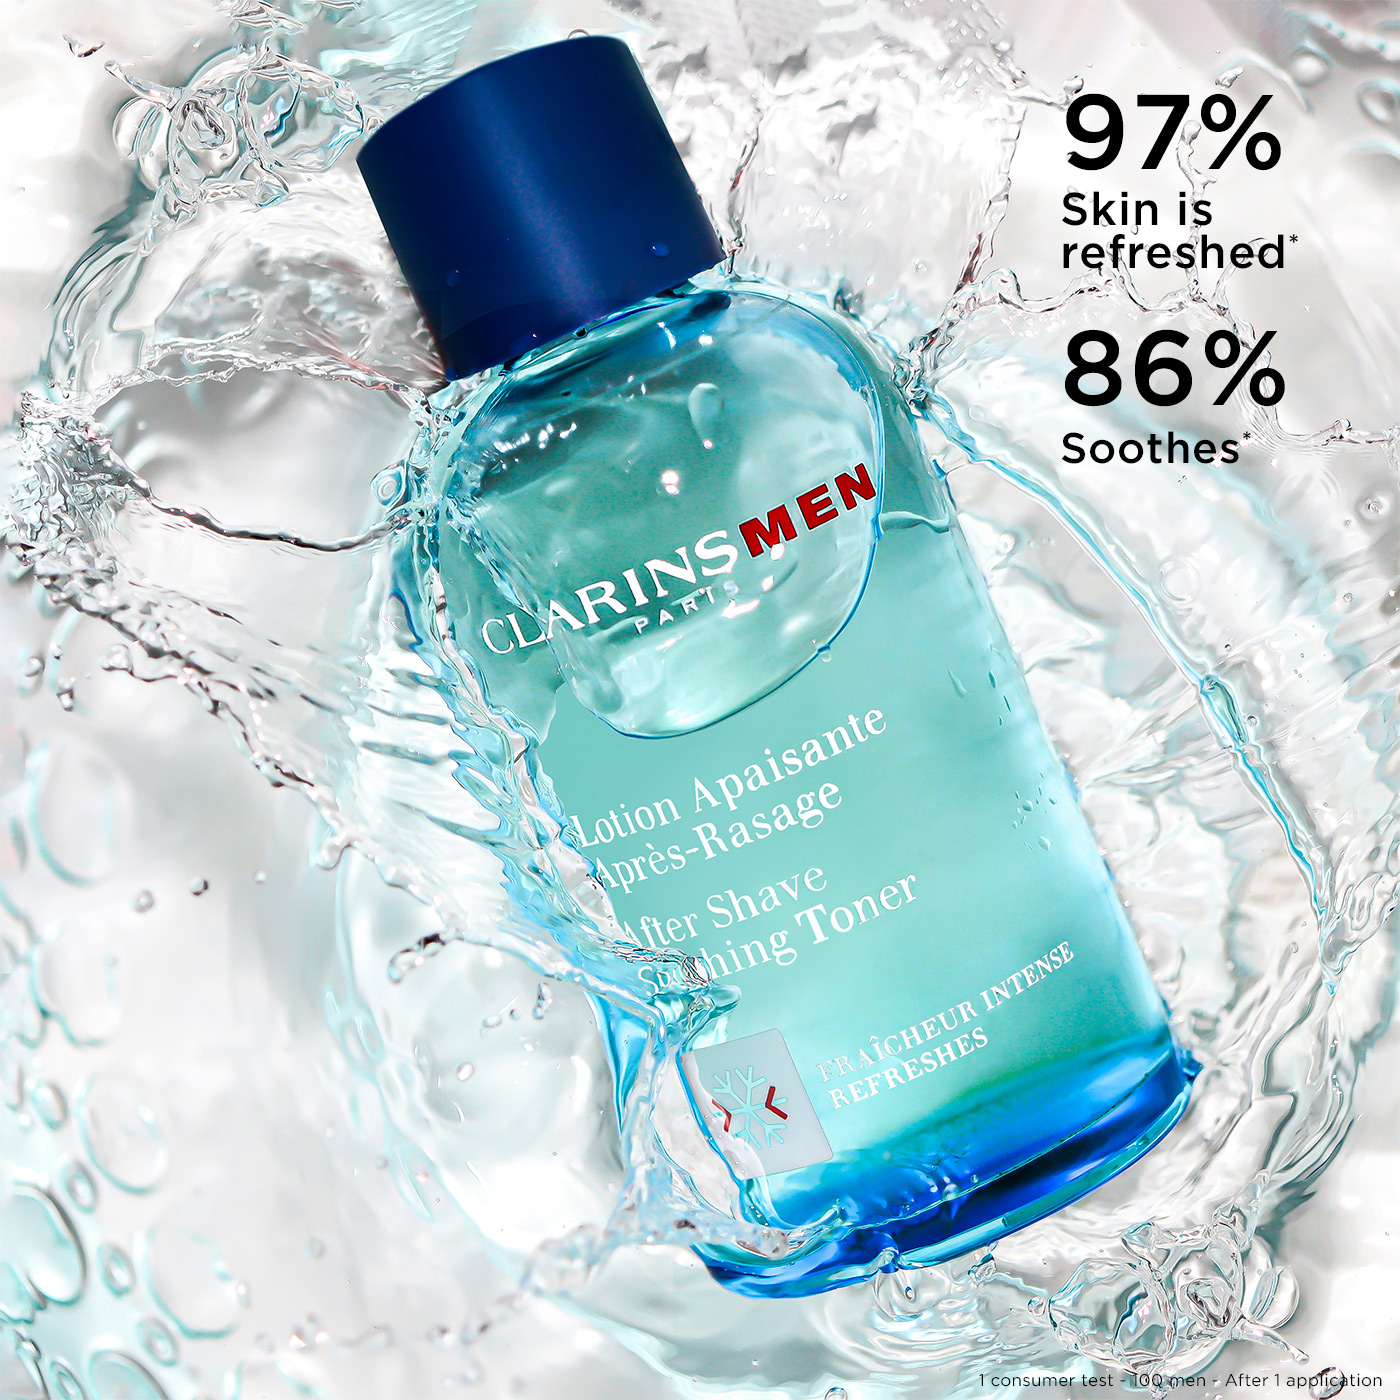 97%
Skin is
refreshed*
86%
Soothes*
CLARINSMEN
PARIS
Lotion Apaisante
Après-Rasage
After Shave
Soothing Toner
FRAÎCHEUR INTENSE
REFRESHES
1 consumer test - 100 men - After 1 application